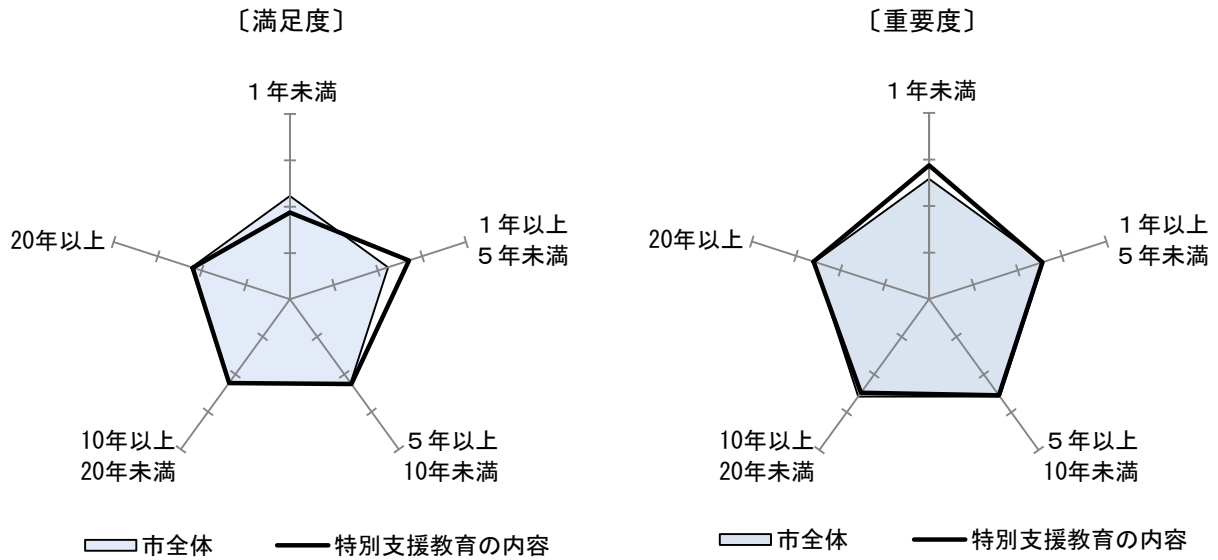 〔満足度〕
１年未満
１年以上
５年未満
５年以上
10年未満
10年以上
20年未満
20年以上
市全体
特別支援教育の内容
〔重要度〕
１年未満
１年以上
５年未満
５年以上
10年未満
10年以上
20年未満
20年以上
市全体
特別支援教育の内容